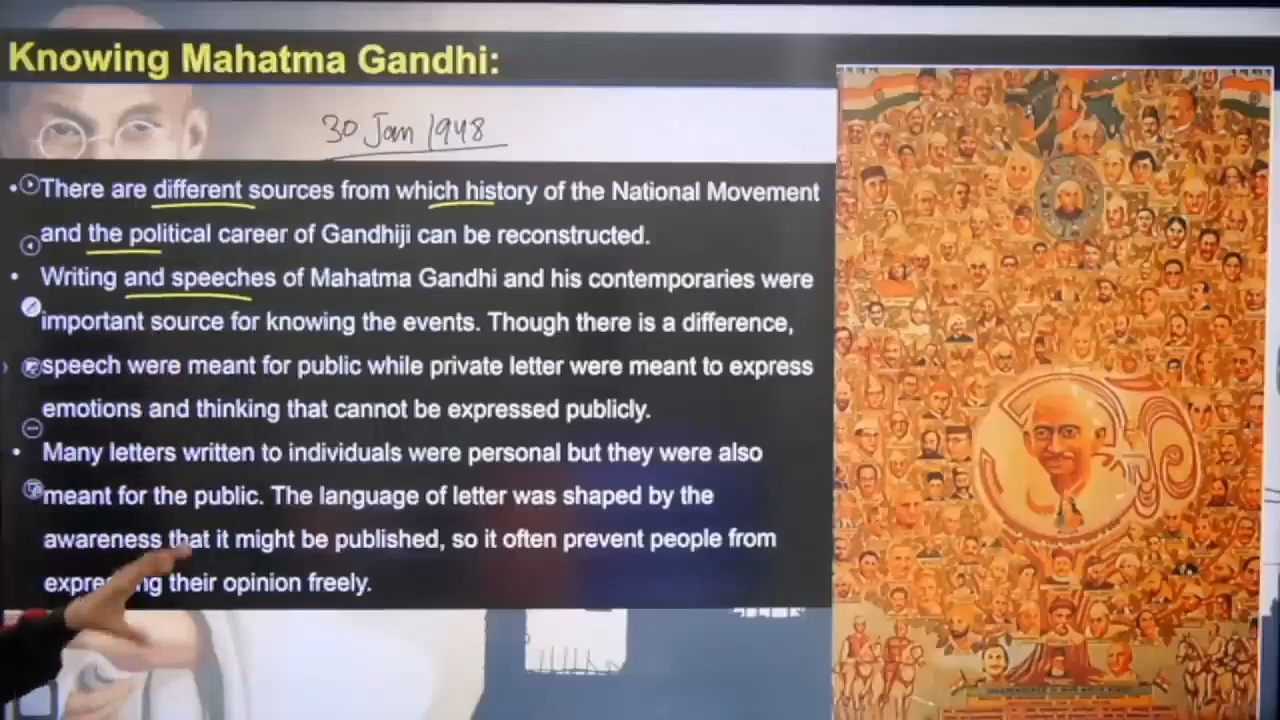 Knowing Mahatma Gandhi:
30 Jan 1948
• There are different sources from which history of the National Movement
and the political career of Gandhiji can be reconstructed.
• Writing and speeches of Mahatma Gandhi and his contemporaries were
important source for knowing the events. Though there is a difference,
speech were meant for public while private letter were meant to express
emotions and thinking that cannot be expressed publicly.
• Many letters written to individuals were personal but they were also
meant for the public. The language of letter was shaped by the
awareness that it might be published, so it often prevent people from
their opinion freely.